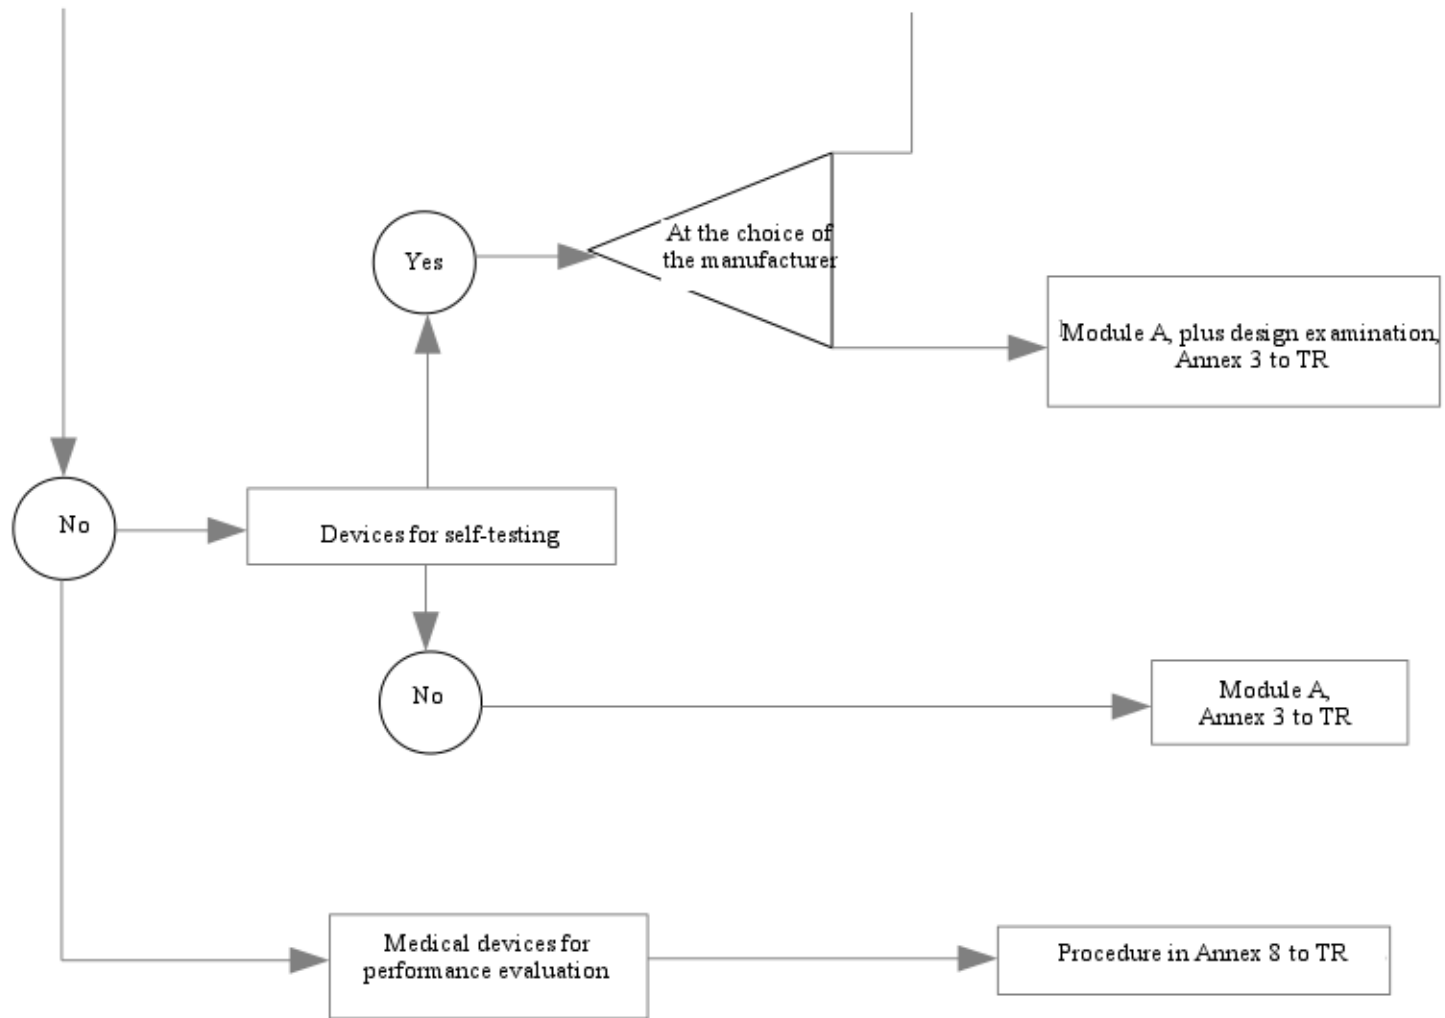 Yes
At the choice of
the manufacturer
Module A, plus design examination,
Annex 3 to TR
No
Devices for self-testing
No
Module A,
Annex 3 to TR
Medical devices for
performance evaluation
Procedure in Annex 8 to TR